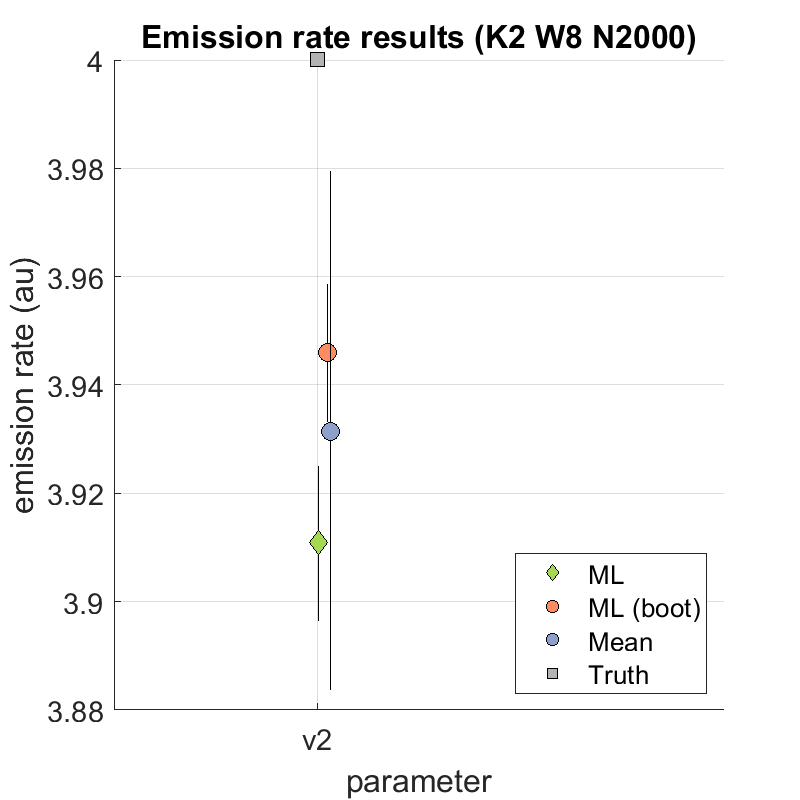 Emission rate results (K2 W8 N2000)
4
3.98
3.96
3.94
3.92
3.9
3.88
emission rate (au)
v2
parameter
ML
ML (boot)
Mean
Truth